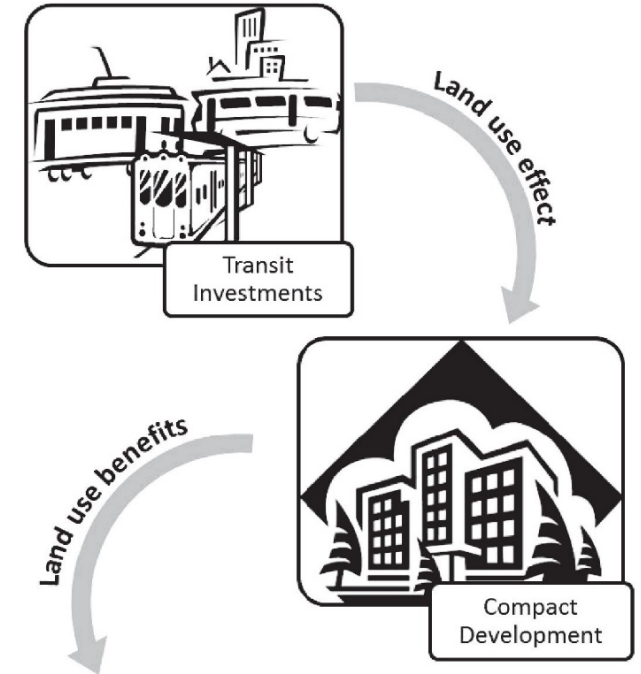 Land use effect
Transit
Investments
Land use benefits
Compact
Development